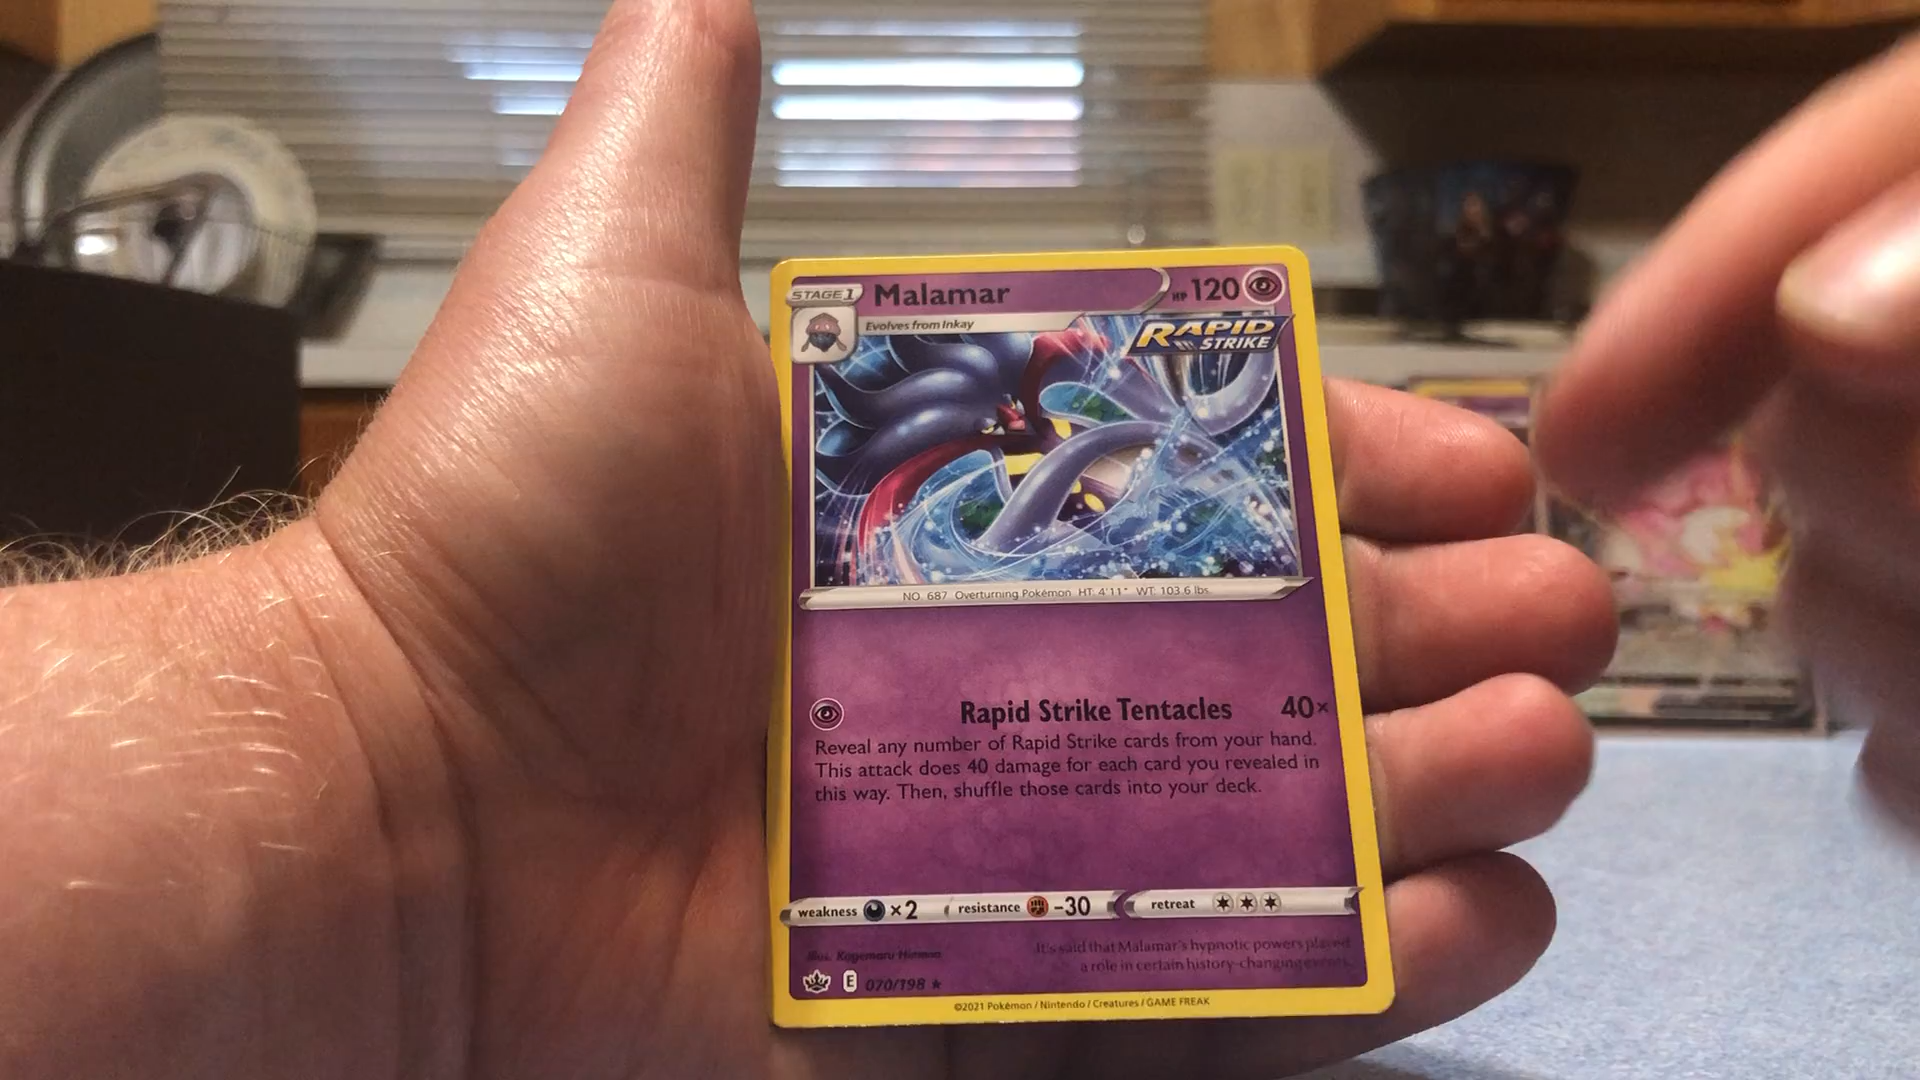 STAGE 1 Malamar HP 120
Evolves from Inkay
RAPID
STRIKE
NO. 687 Overturning Pokémon HT: 4'11" WT: 103.6 lbs.
Rapid Strike Tentacles 40×
Reveal any number of Rapid Strike cards from your hand.
This attack does 40 damage for each card you revealed in
this way. Then, shuffle those cards into your deck.
weakness ×2 resistance -30 retreat
Illus. Kagemaru Himeno
It's said that Malamar's hypnotic powers played
a role in certain history-changing events.
E 070/198 ★
©2021 Pokémon / Nintendo / Creatures / GAME FREAK